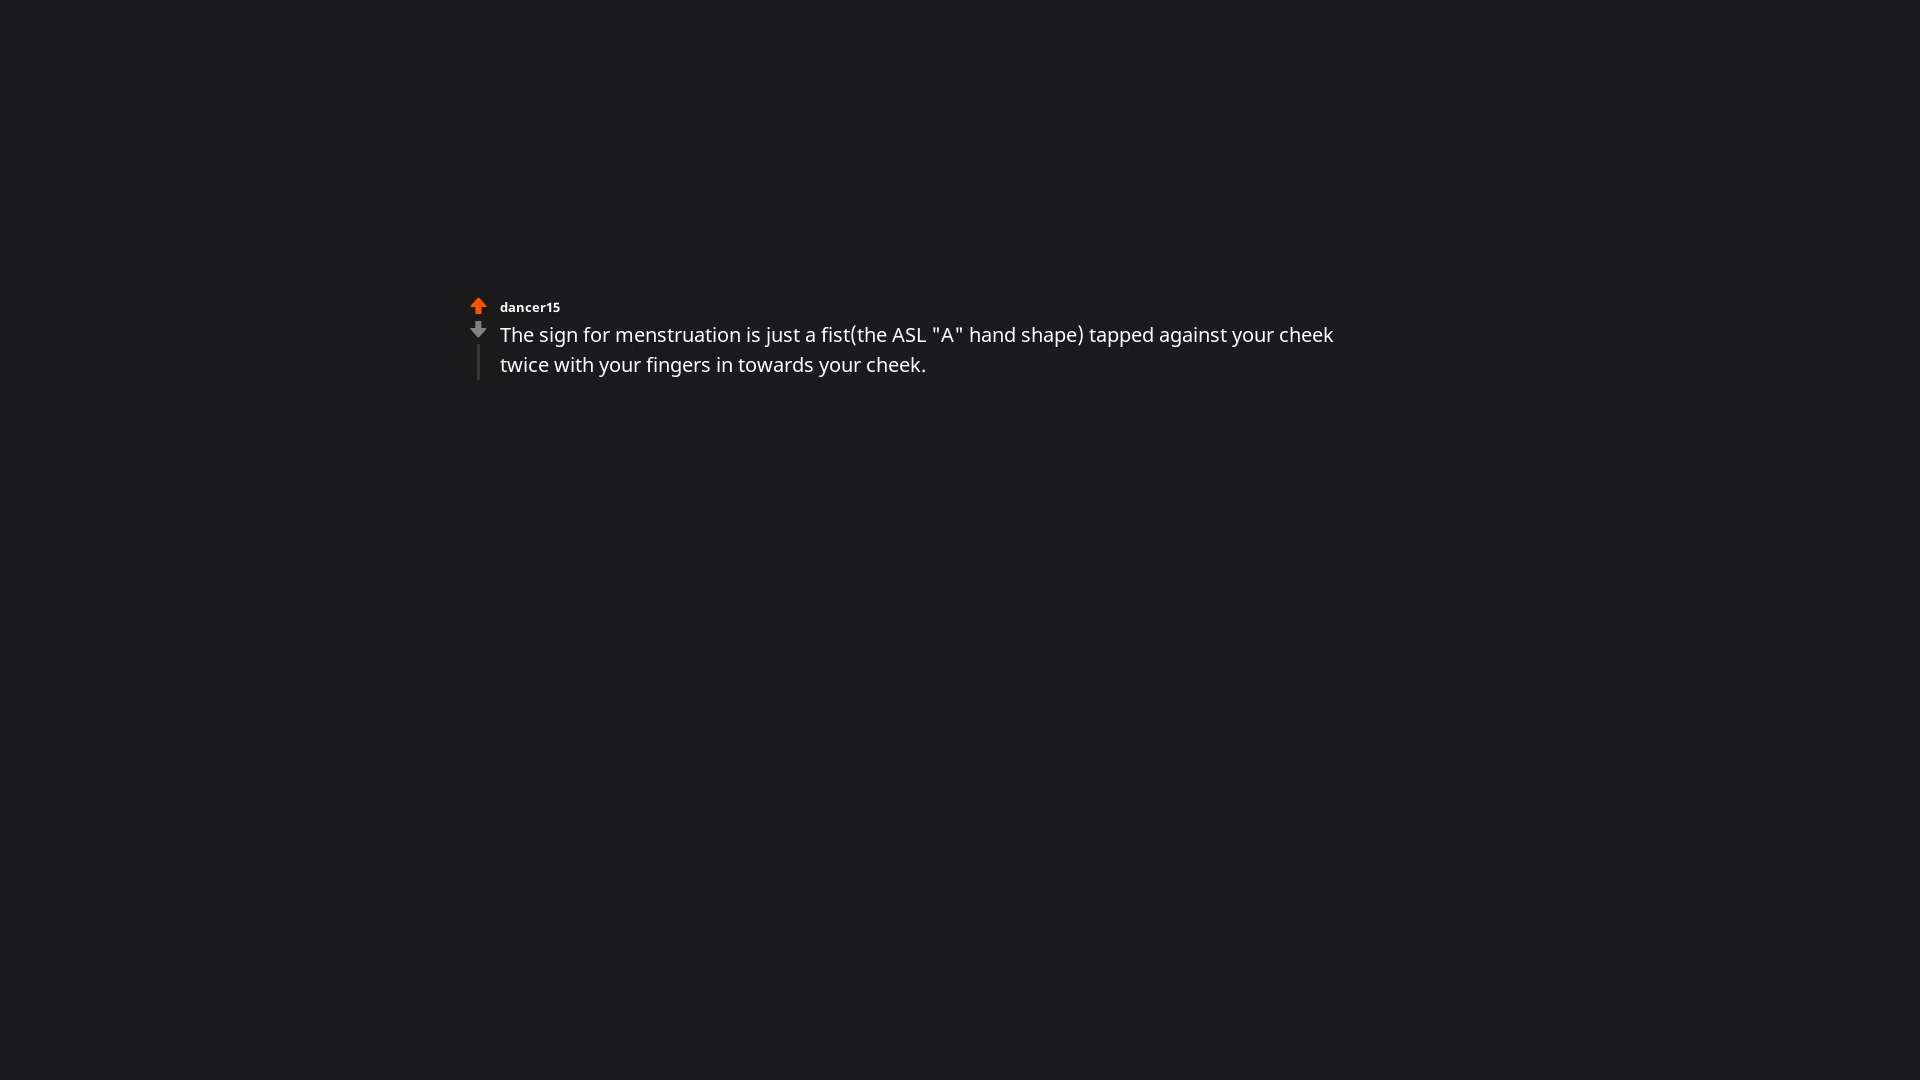 dancer15
The sign for menstruation is just a fist(the ASL "A" hand shape) tapped against your cheek
twice with your fingers in towards your cheek.